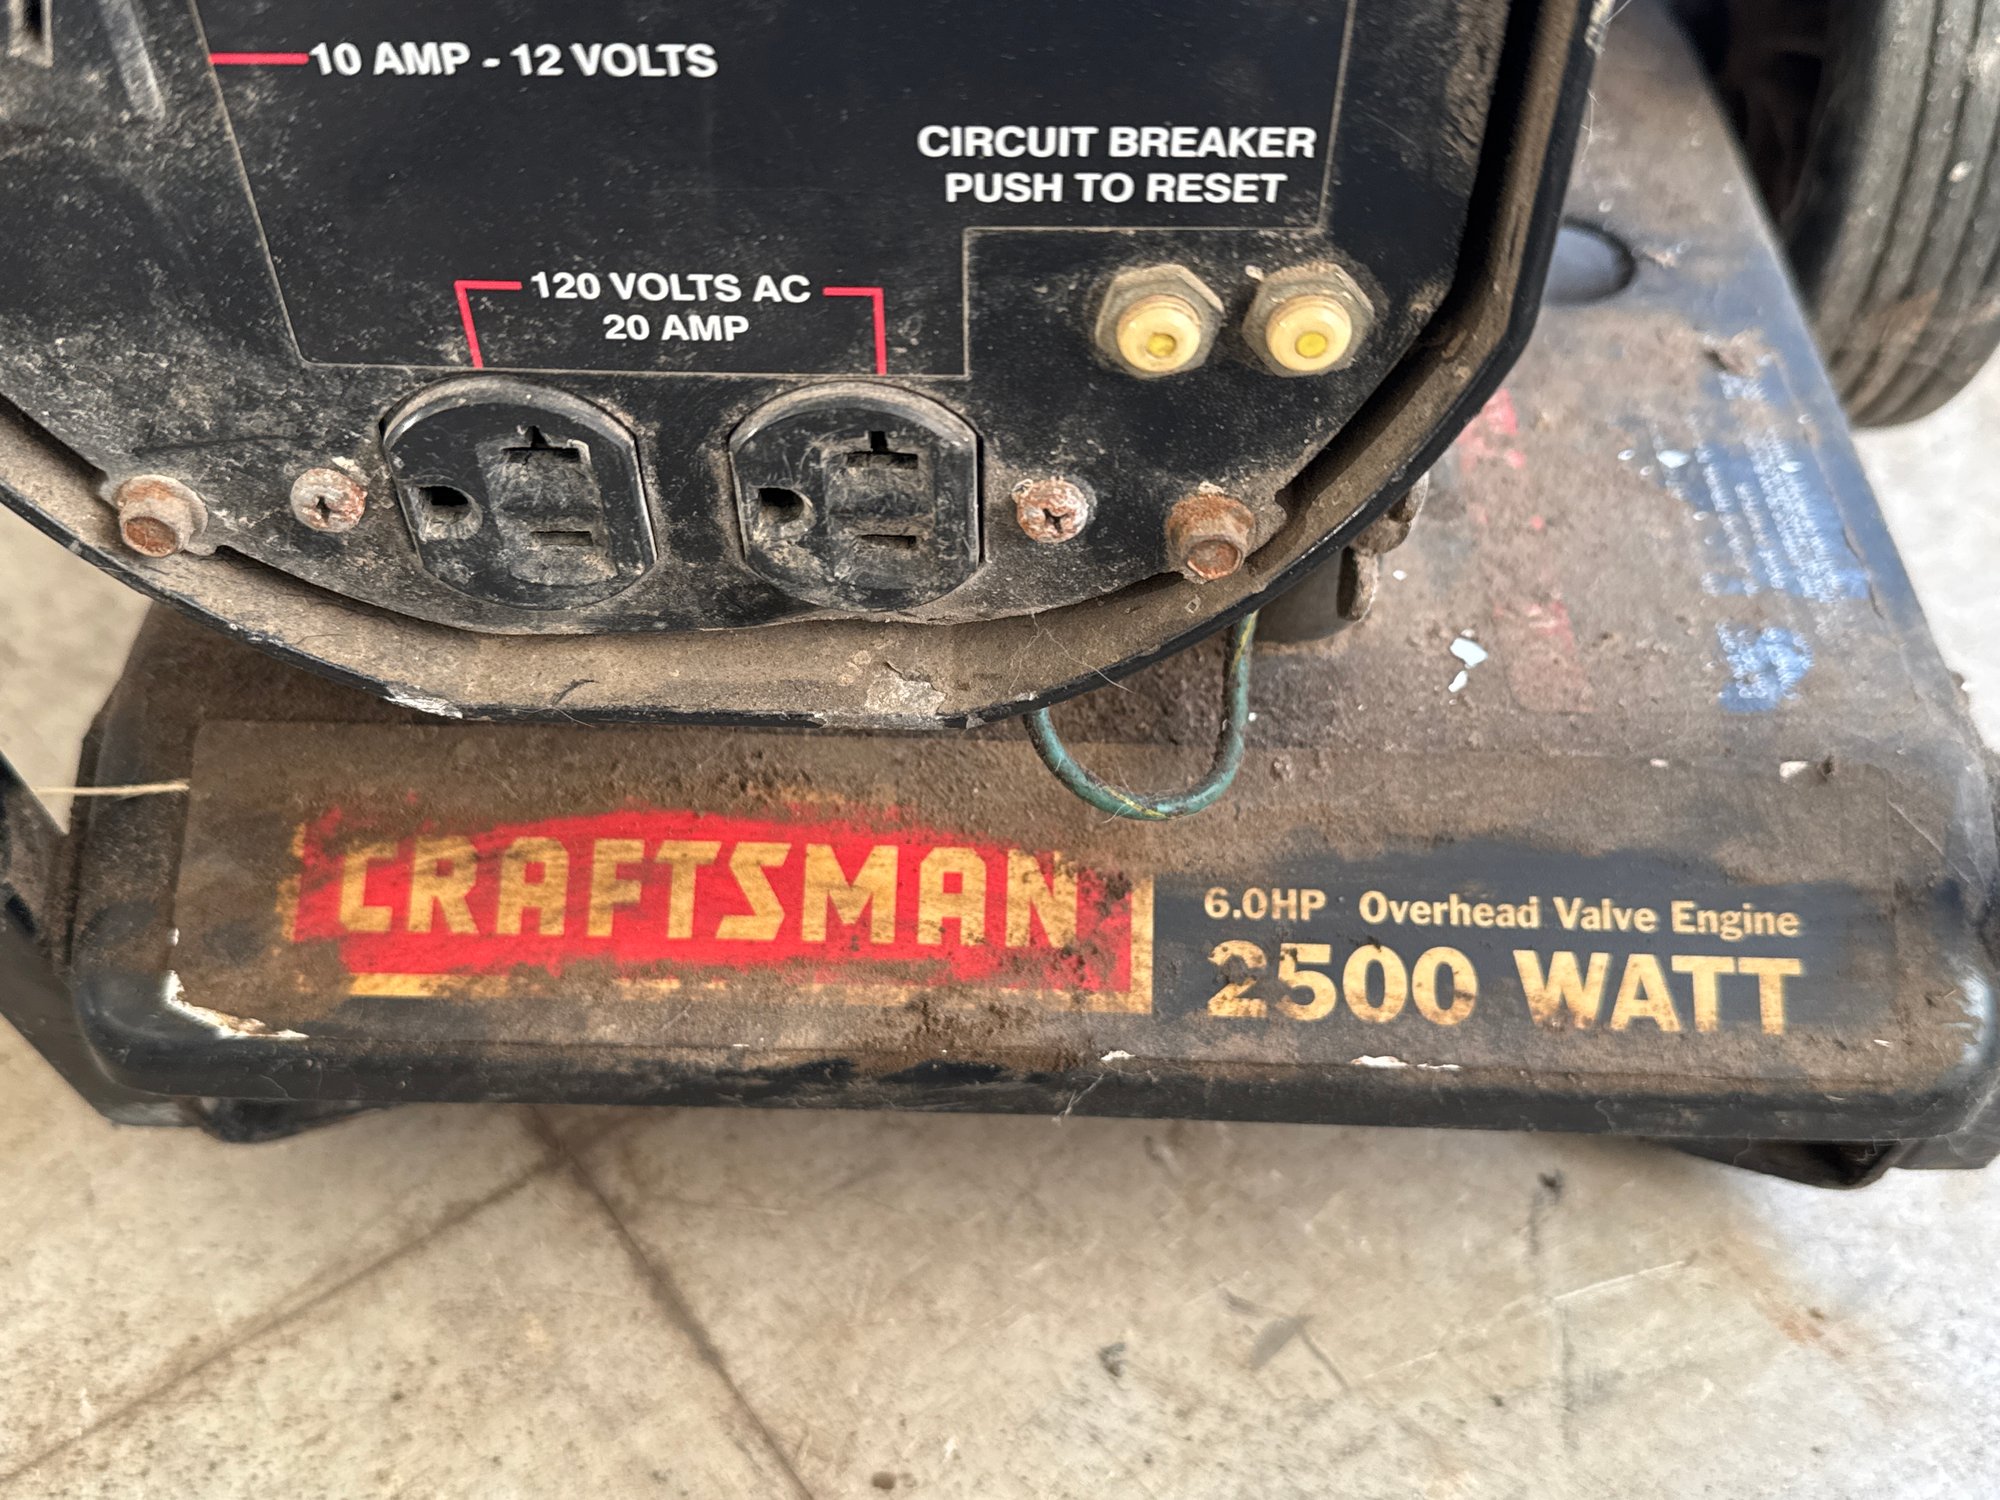 10 AMP - 12 VOLTS
CIRCUIT BREAKER
PUSH TO RESET
120 VOLTS AC
20 AMP
CRAFTSMAN
6.0HP Overhead Valve Engine
2500 WATT